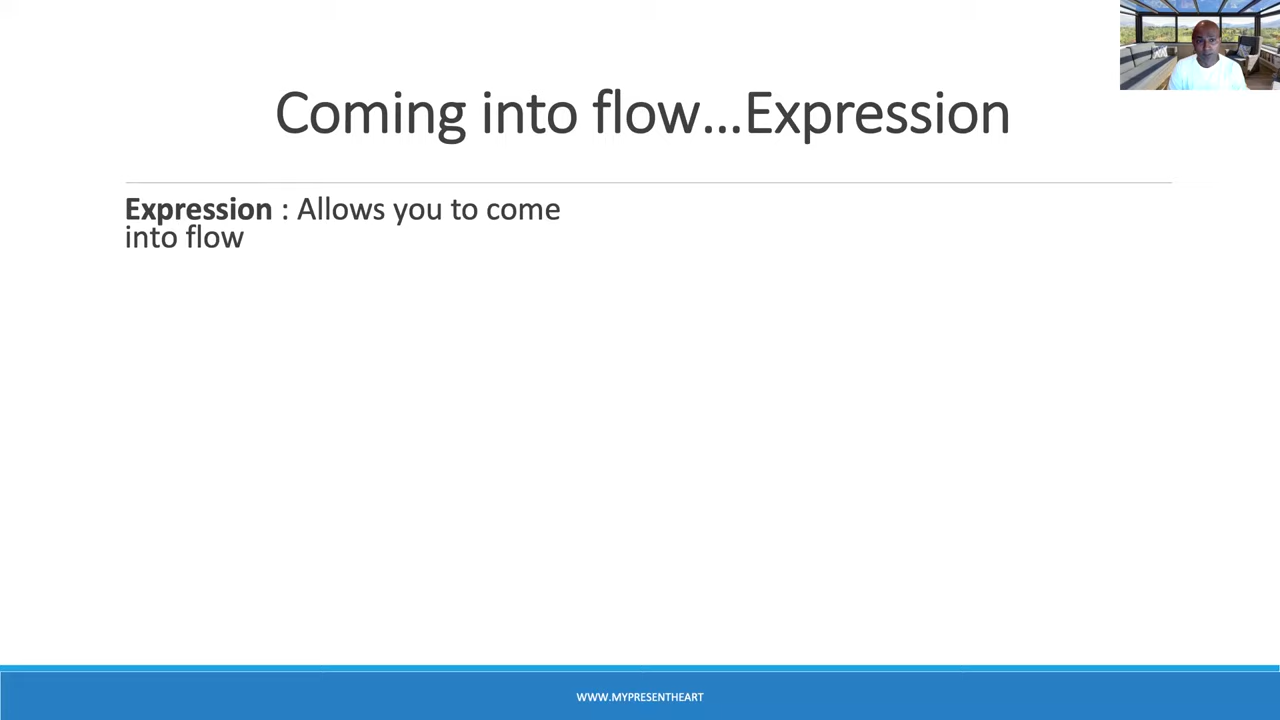 Coming into flow...Expression
Expression : Allows you to come
into flow
WWW.MYPRESENTHEART